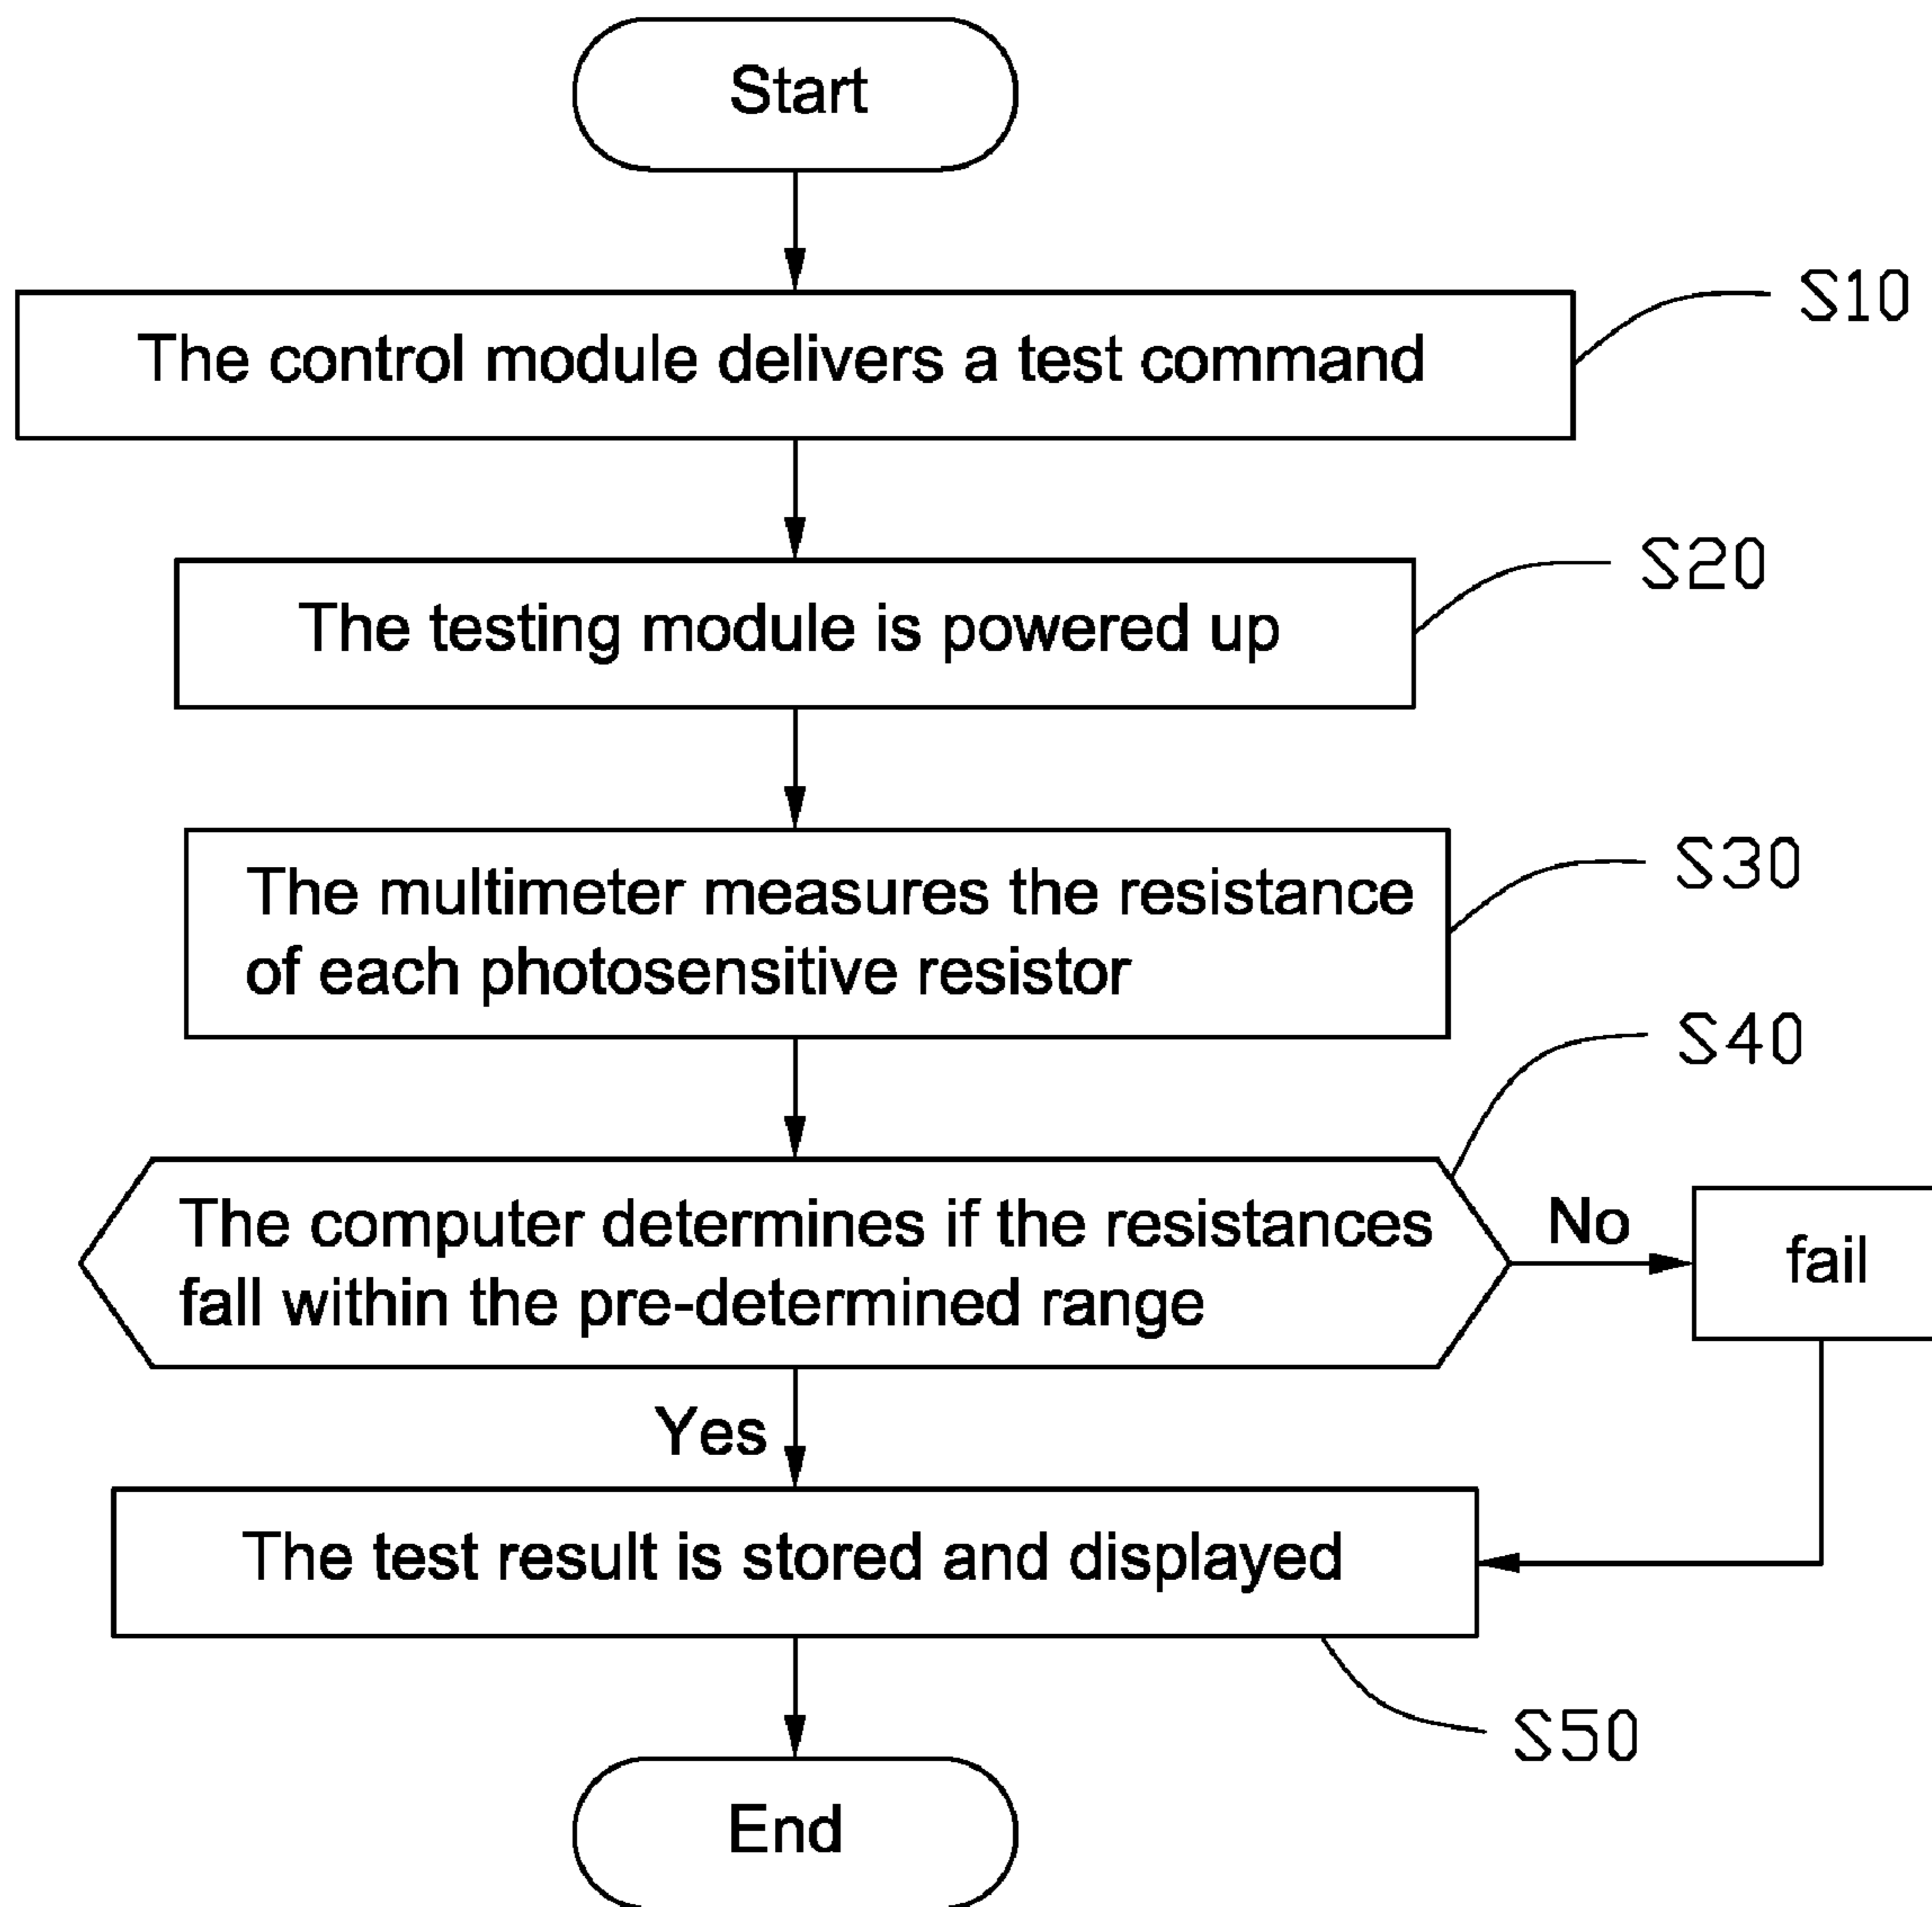 Start
The control module delivers a test command
S10
The testing module is powered up
S20
The multimeter measures the resistance
of each photosensitive resistor
S30
S40
The computer determines if the resistances
fall within the pre-determined range
No
fail
Yes
The test result is stored and displayed
S50
End